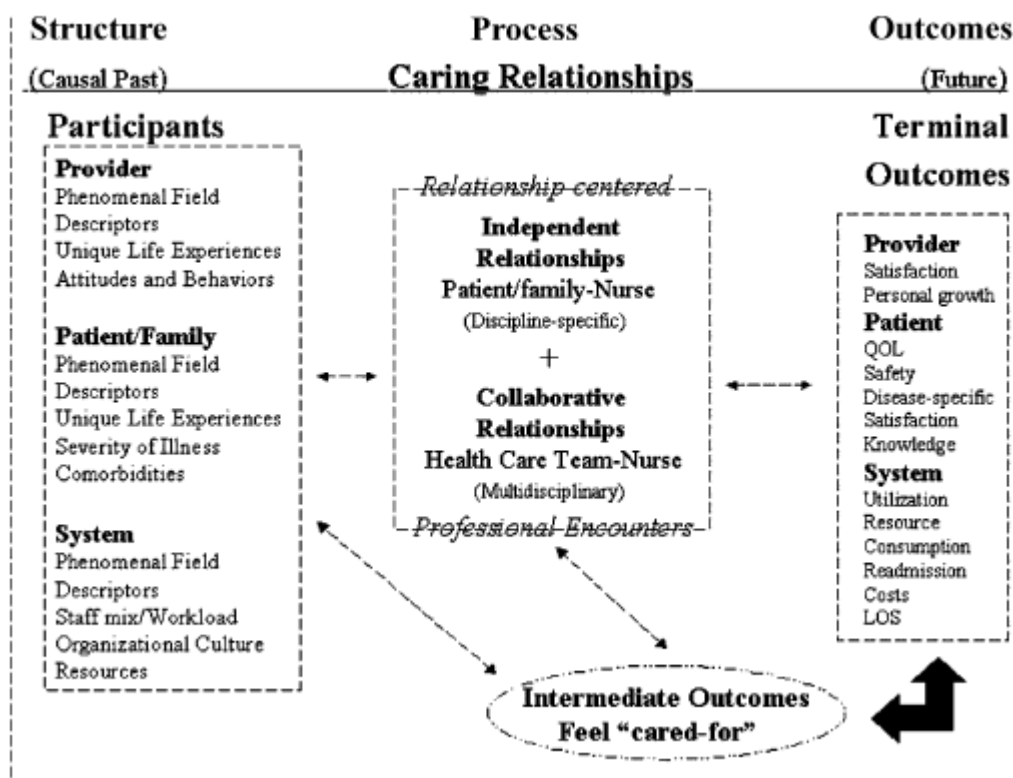 Structure
Process
Outcomes
(Causal Past)
Caring Relationships
(Future)
Participants
Provider
Phenomenal Field
Descriptors
Unique Life Experiences
Attitudes and Behaviors
Patient/Family
Phenomenal Field
Descriptors
Unique Life Experiences
Severity of Illness
Comorbidities
System
Phenomenal Field
Descriptors
Staff mix/Workload
Organizational Culture
Resources
Relationship centered
Independent
Relationships
Patient/family-Nurse
(Discipline-specific)
+
Collaborative
Relationships
Health Care Team-Nurse
(Multidisciplinary)
Professional Encounters
Intermediate Outcomes
Feel “cared-for”
Terminal
Outcomes
Provider
Satisfaction
Personal growth
Patient
QOL
Safety
Disease-specific
Satisfaction
Knowledge
System
Utilization
Resource
Consumption
Readmission
Costs
LOS